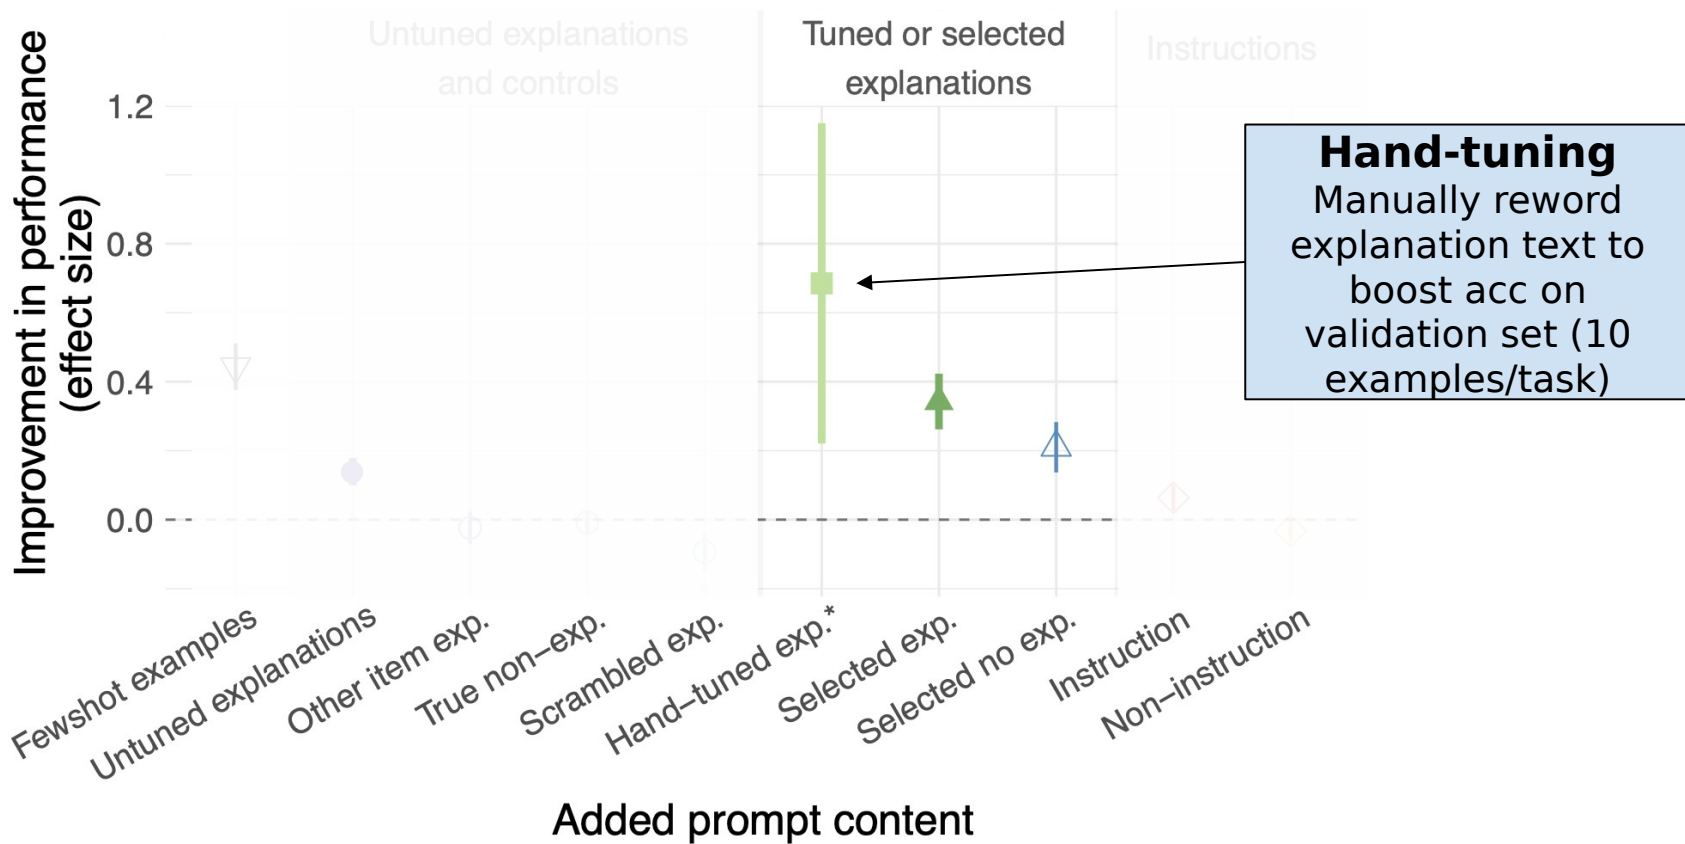 Untuned explanations
and controls
Tuned or selected
explanations
Instructions
Improvement in performance
(effect size)
1.2
0.8
0.4
0.0
Hand-tuning
Manually reword
explanation text to
boost acc on
validation set (10
examples/task)
Fewshot examples
Untuned explanations
Other item exp.
True non−exp.
Scrambled exp.
Hand−tuned exp.*
Selected exp.
Selected no exp.
Instruction
Non−instruction
Added prompt content